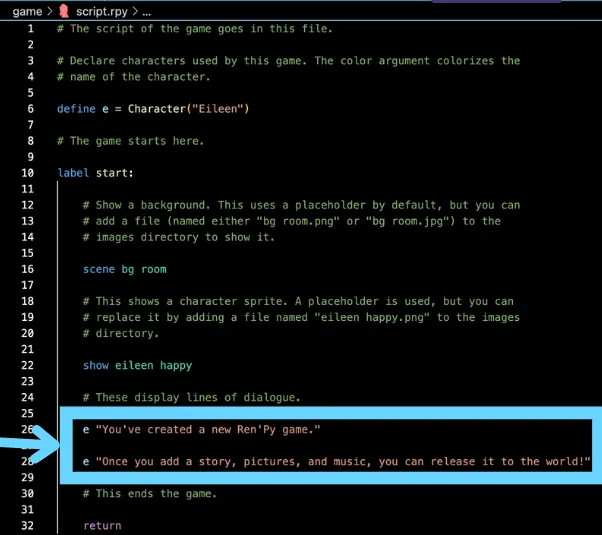 game > script.rpy > ...
1 # The script of the game goes in this file.
2
3 # Declare characters used by this game. The color argument colorizes the
4 # name of the character.
5
6 define e = Character("Eileen")
7
8 # The game starts here.
9
10 label start:
11
12 # Show a background. This uses a placeholder by default, but you can
13 # add a file (named either "bg room.png" or "bg room.jpg") to the
14 # images directory to show it.
15
16 scene bg room
17
18 # This shows a character sprite. A placeholder is used, but you can
19 # replace it by adding a file named "eileen happy.png" to the images
20 # directory.
21
22 show eileen happy
23
24 # These display lines of dialogue.
25
26 e "You've created a new Ren'Py game."
28 e "Once you add a story, pictures, and music, you can release it to the world!"
29
30 # This ends the game.
31
32 return